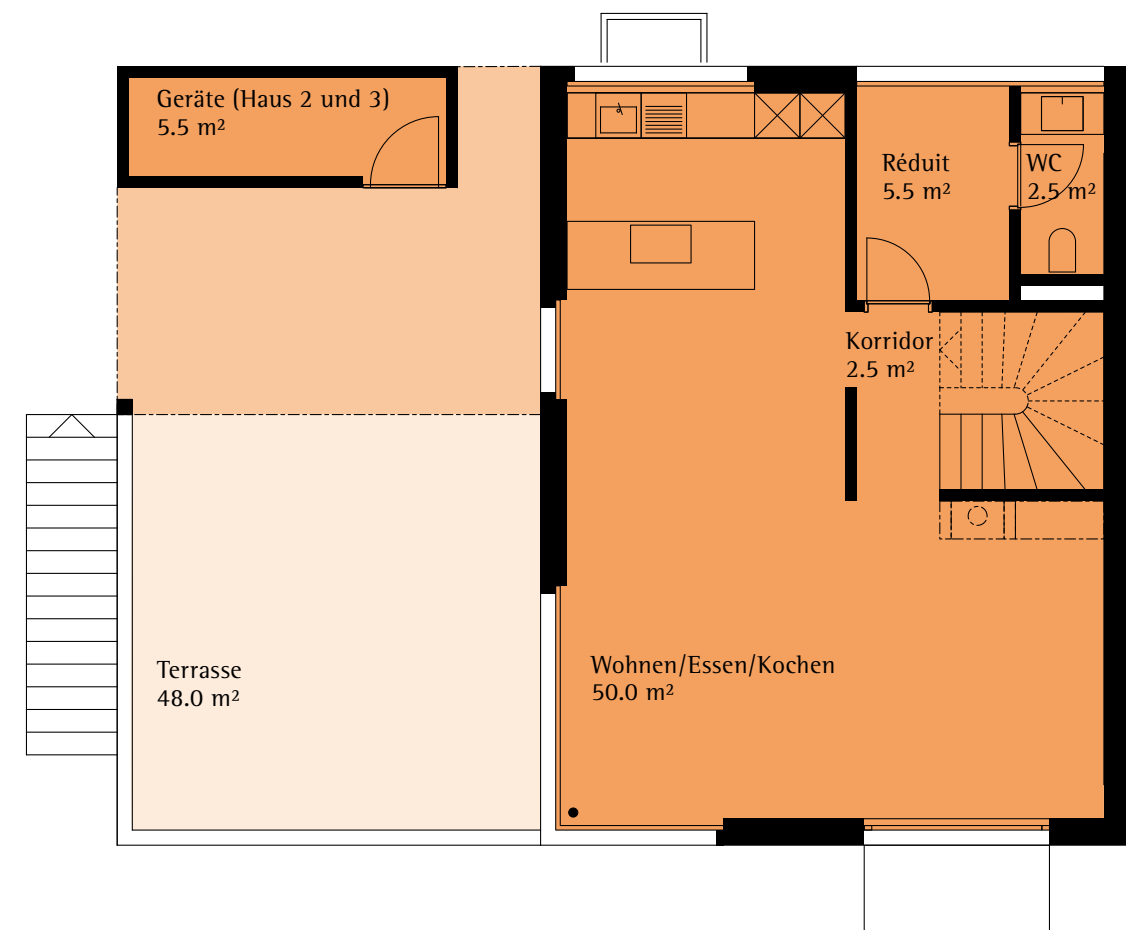 Geräte (Haus 2 und 3)
5.5 m²
Réduit
5.5 m²
WC
2.5 m²
Korridor
2.5 m²
Terrasse
48.0 m²
Wohnen/Essen/Kochen
50.0 m²